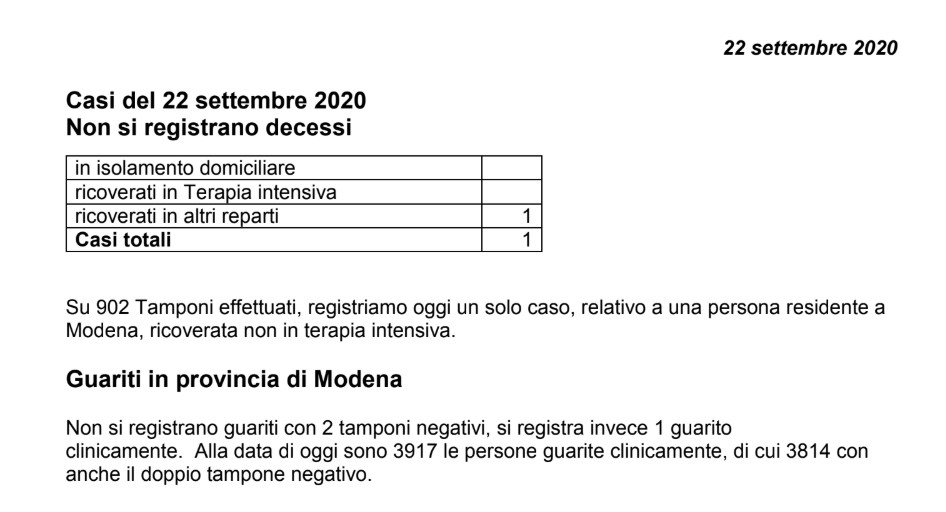 22 settembre 2020
Casi del 22 settembre 2020
Non si registrano decessi
in isolamento domiciliare
ricoverati in Terapia intensiva
ricoverati in altri reparti 1
Casi totali 1
Su 902 Tamponi effettuati, registriamo oggi un solo caso, relativo a una persona residente a
Modena, ricoverata non in terapia intensiva.
Guariti in provincia di Modena
Non si registrano guariti con 2 tamponi negativi, si registra invece 1 guarito
clinicamente.  Alla data di oggi sono 3917 le persone guarite clinicamente, di cui 3814 con
anche il doppio tampone negativo.